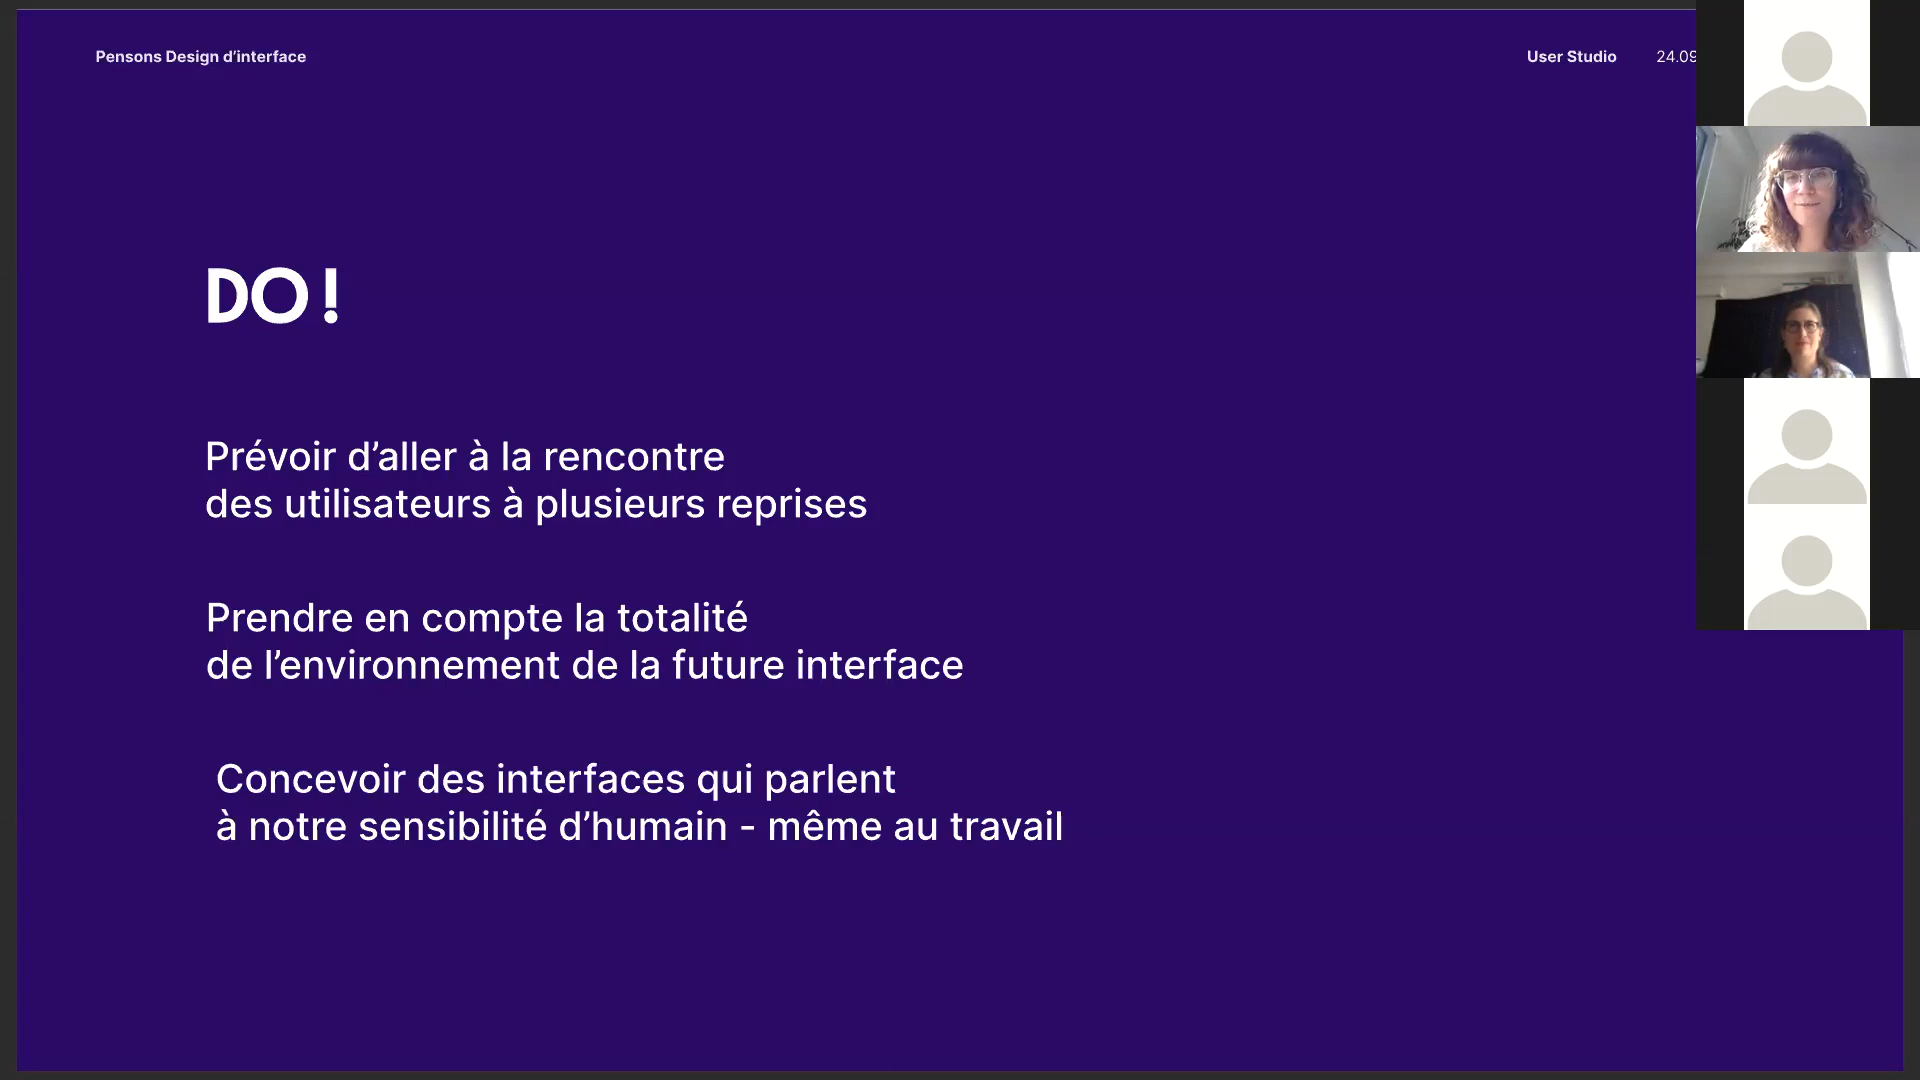 Pensons Design d’interface
User Studio 24.09
DO !
Prévoir d’aller à la rencontre
des utilisateurs à plusieurs reprises
Prendre en compte la totalité
de l’environnement de la future interface
Concevoir des interfaces qui parlent
à notre sensibilité d’humain - même au travail